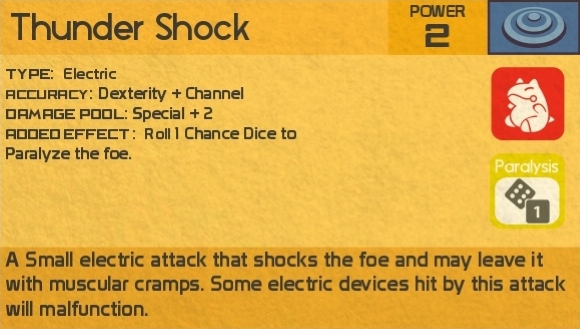 Thunder Shock
POWER
2
TYPE: Electric
ACCURACY: Dexterity + Channel
DAMAGE POOL: Special + 2
ADDED EFFECT: Roll 1 Chance Dice to
Paralyze the foe.
Paralysis
1
A Small electric attack that shocks the foe and may leave it
with muscular cramps. Some electric devices hit by this attack
will malfunction.